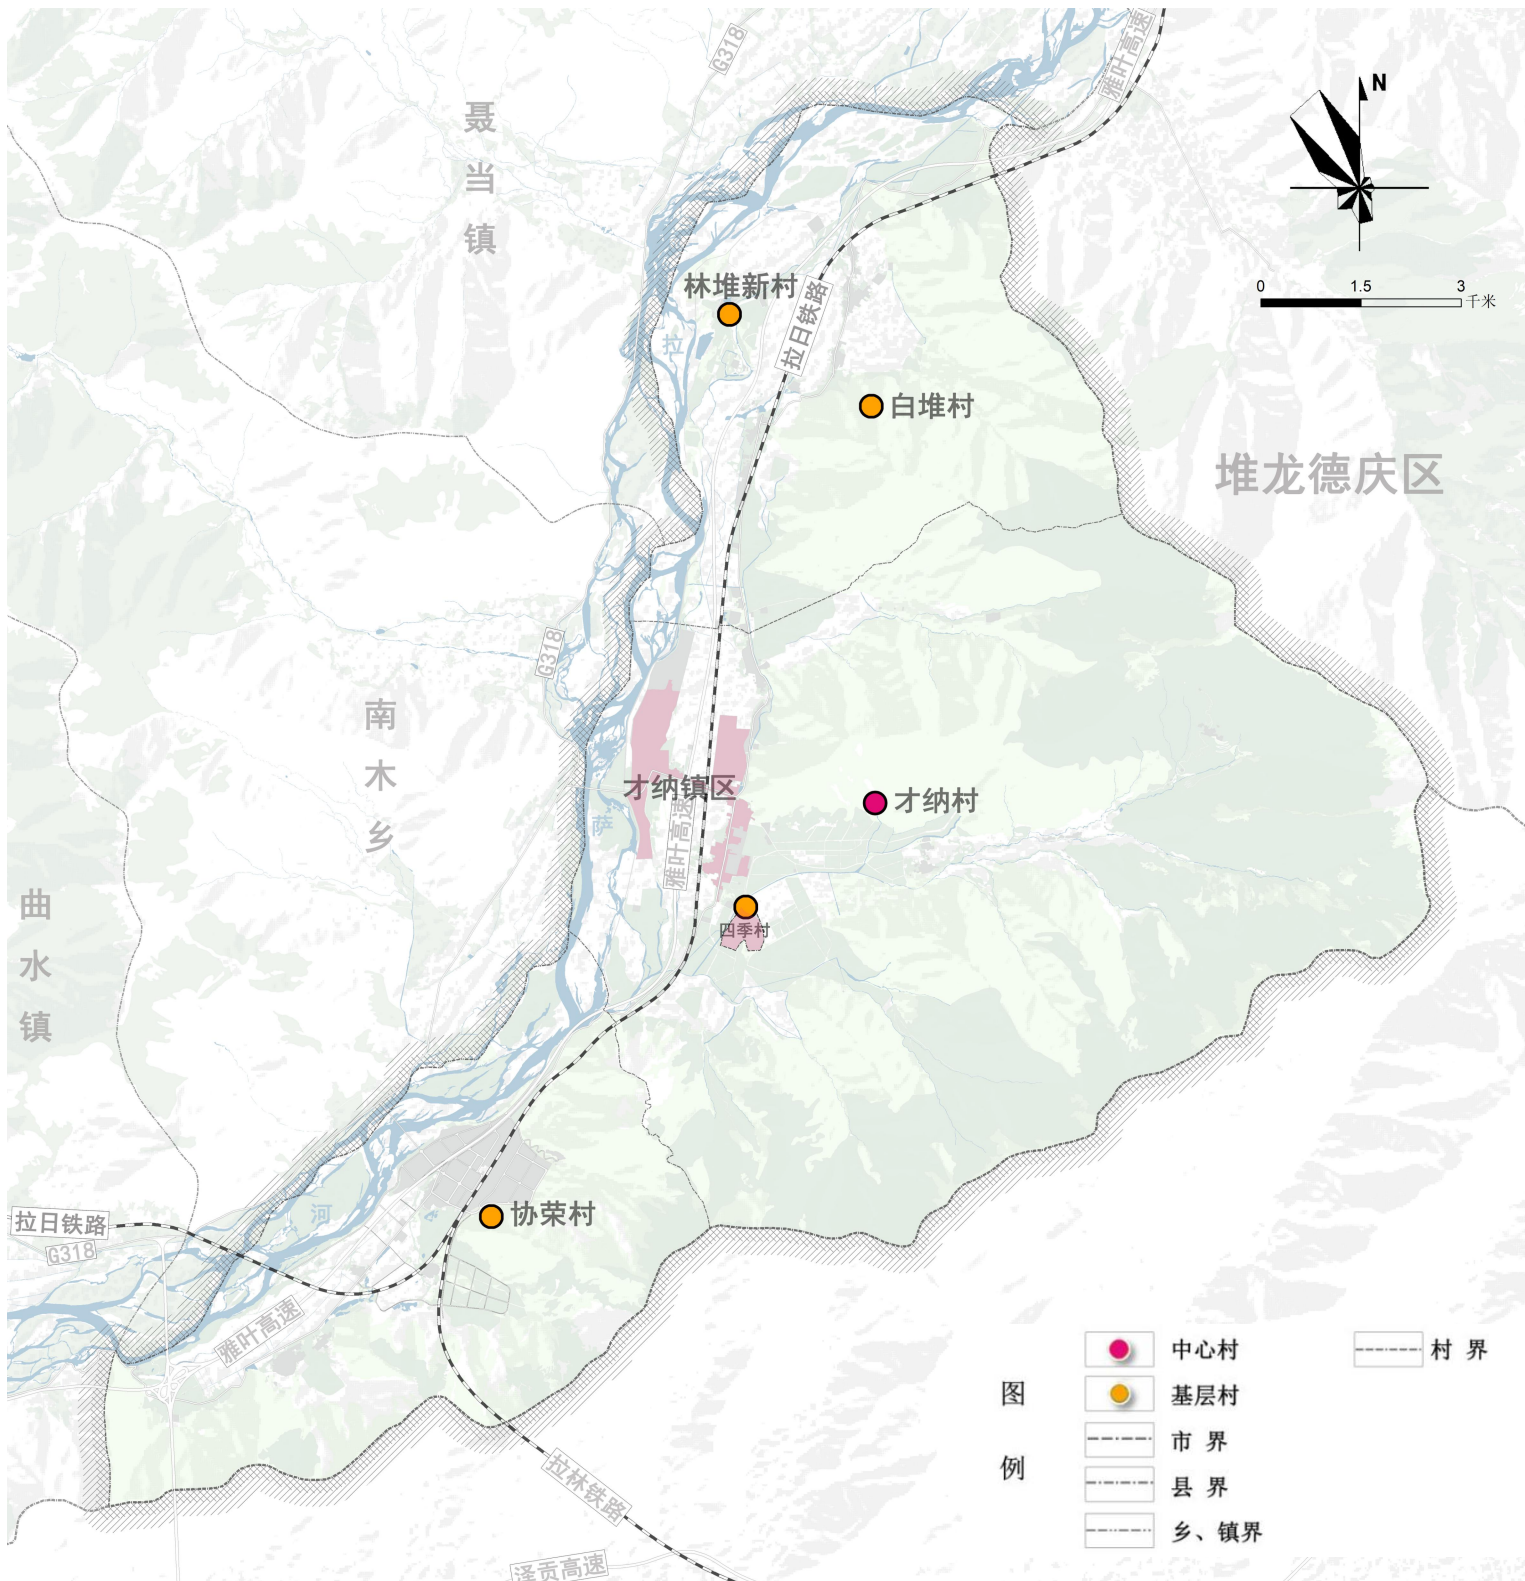 G318
雅叶高速
N
聂当镇
0 1.5 3 千米
林堆新村
拉日铁路
拉
白堆村
堆龙德庆区
G318
南木乡
才纳镇区
才纳村
萨
雅叶高速
曲水镇
四季村
河
协荣村
拉日铁路
G318
雅叶高速
拉林铁路
泽贡高速
图例
中心村
村 界
基层村
市 界
县 界
乡、镇界